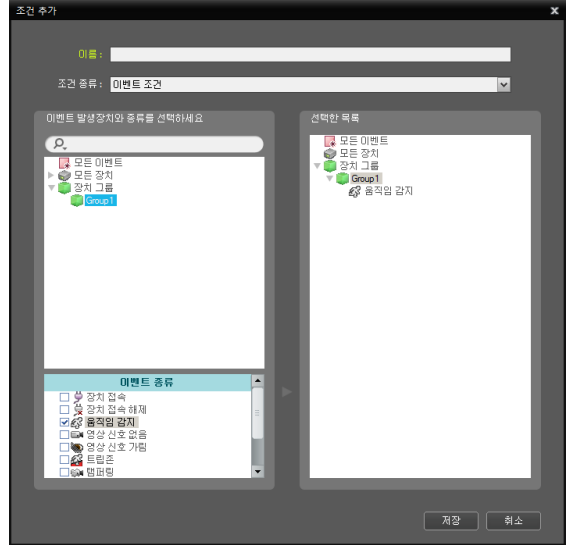 조건 추가
이름 :
조건 종류 : 이벤트 조건
이벤트 발생장치와 종류를 선택하세요
모든 이벤트
모든 장치
장치 그룹
Group1
이벤트 종류
장치 접속
장치 접속 해제
움직임 감지
영상 신호 없음
영상 신호 가림
트립존
탬퍼링
선택한 목록
모든 이벤트
모든 장치
장치 그룹
Group1
움직임 감지
저장
취소